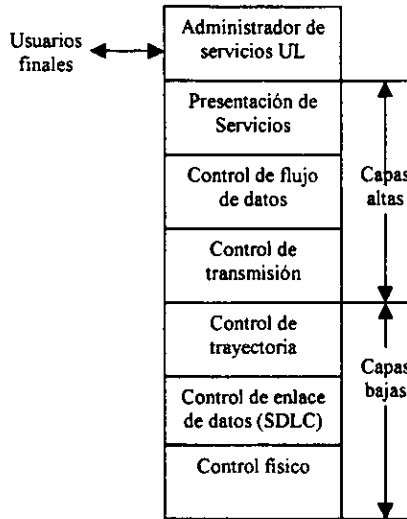 Usuarios
finales
Administrador de
servicios UL
Presentación de
Servicios
Control de flujo
de datos
Capas
altas
Control de
transmisión
Control de
trayectoria
Capas
bajas
Control de enlace
de datos (SDLC)
Control físico